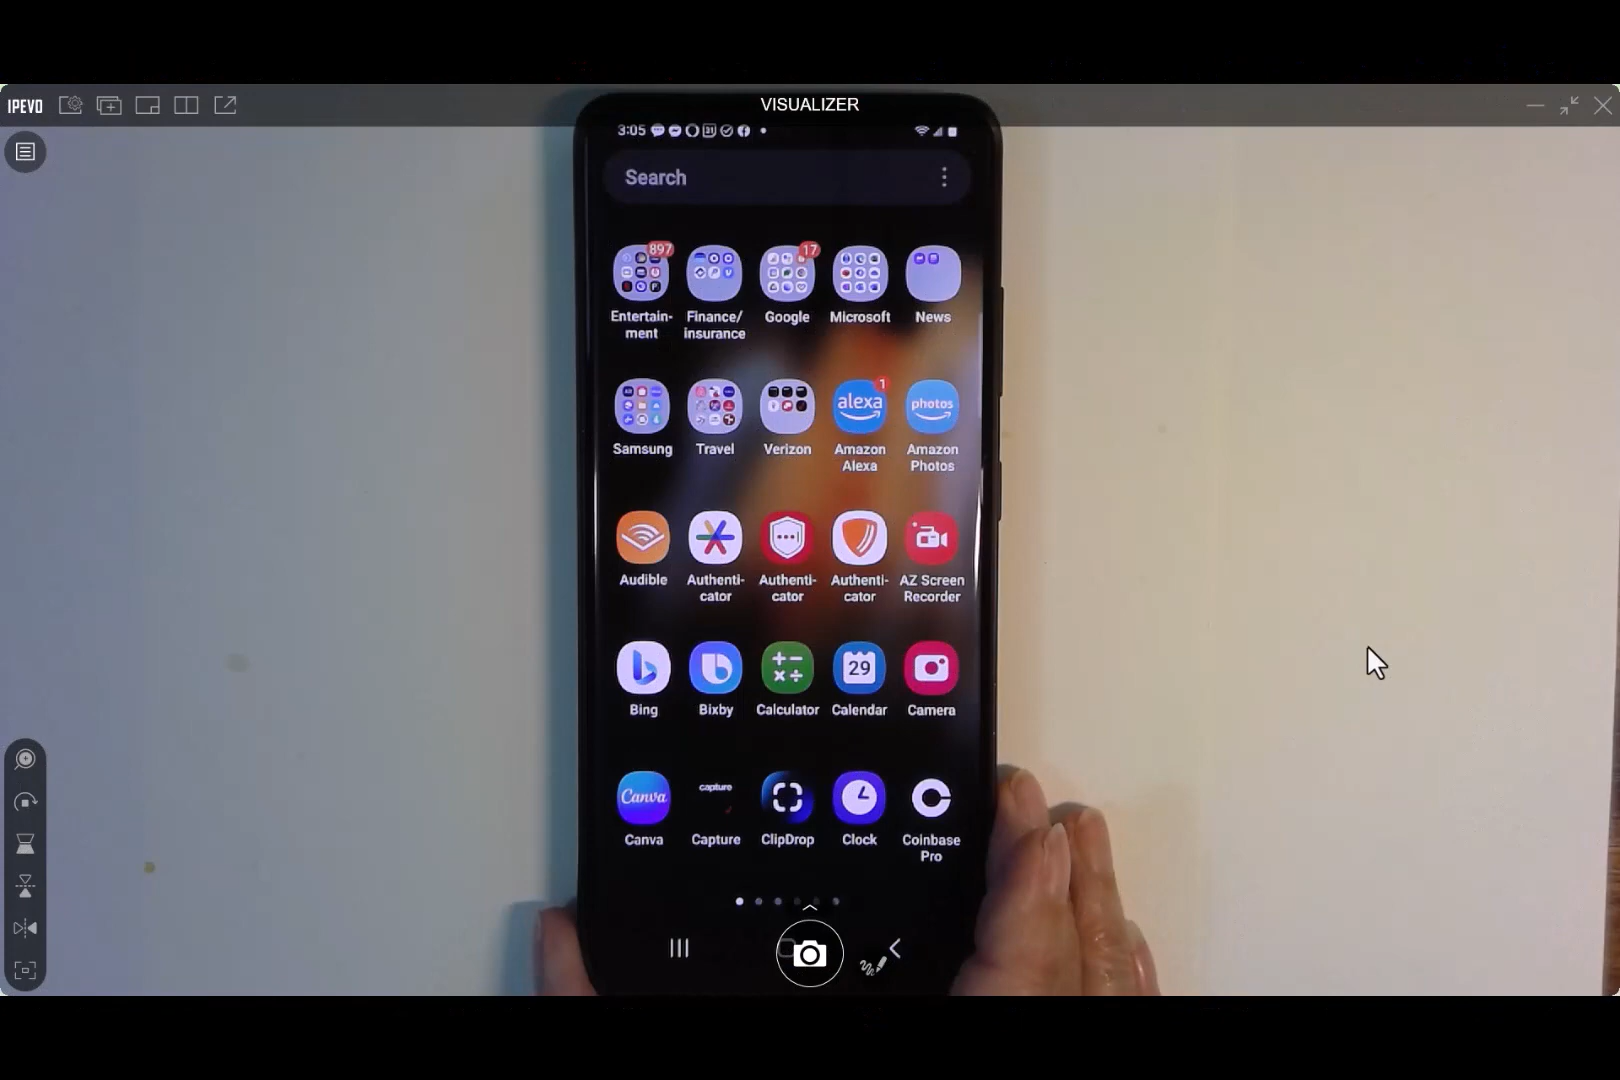 IPEVO
VISUALIZER
3:05
31
Search
897
17
Entertain-
ment
Finance/
insurance
Google
Microsoft
News
alexa
1
photos
Samsung
Travel
Verizon
Amazon
Alexa
Amazon
Photos
Audible
Authenti-
cator
Authenti-
cator
Authenti-
cator
AZ Screen
Recorder
29
Bing
Bixby
Calculator
Calendar
Camera
Canva
capture
Canva
Capture
ClipDrop
Clock
Coinbase
Pro